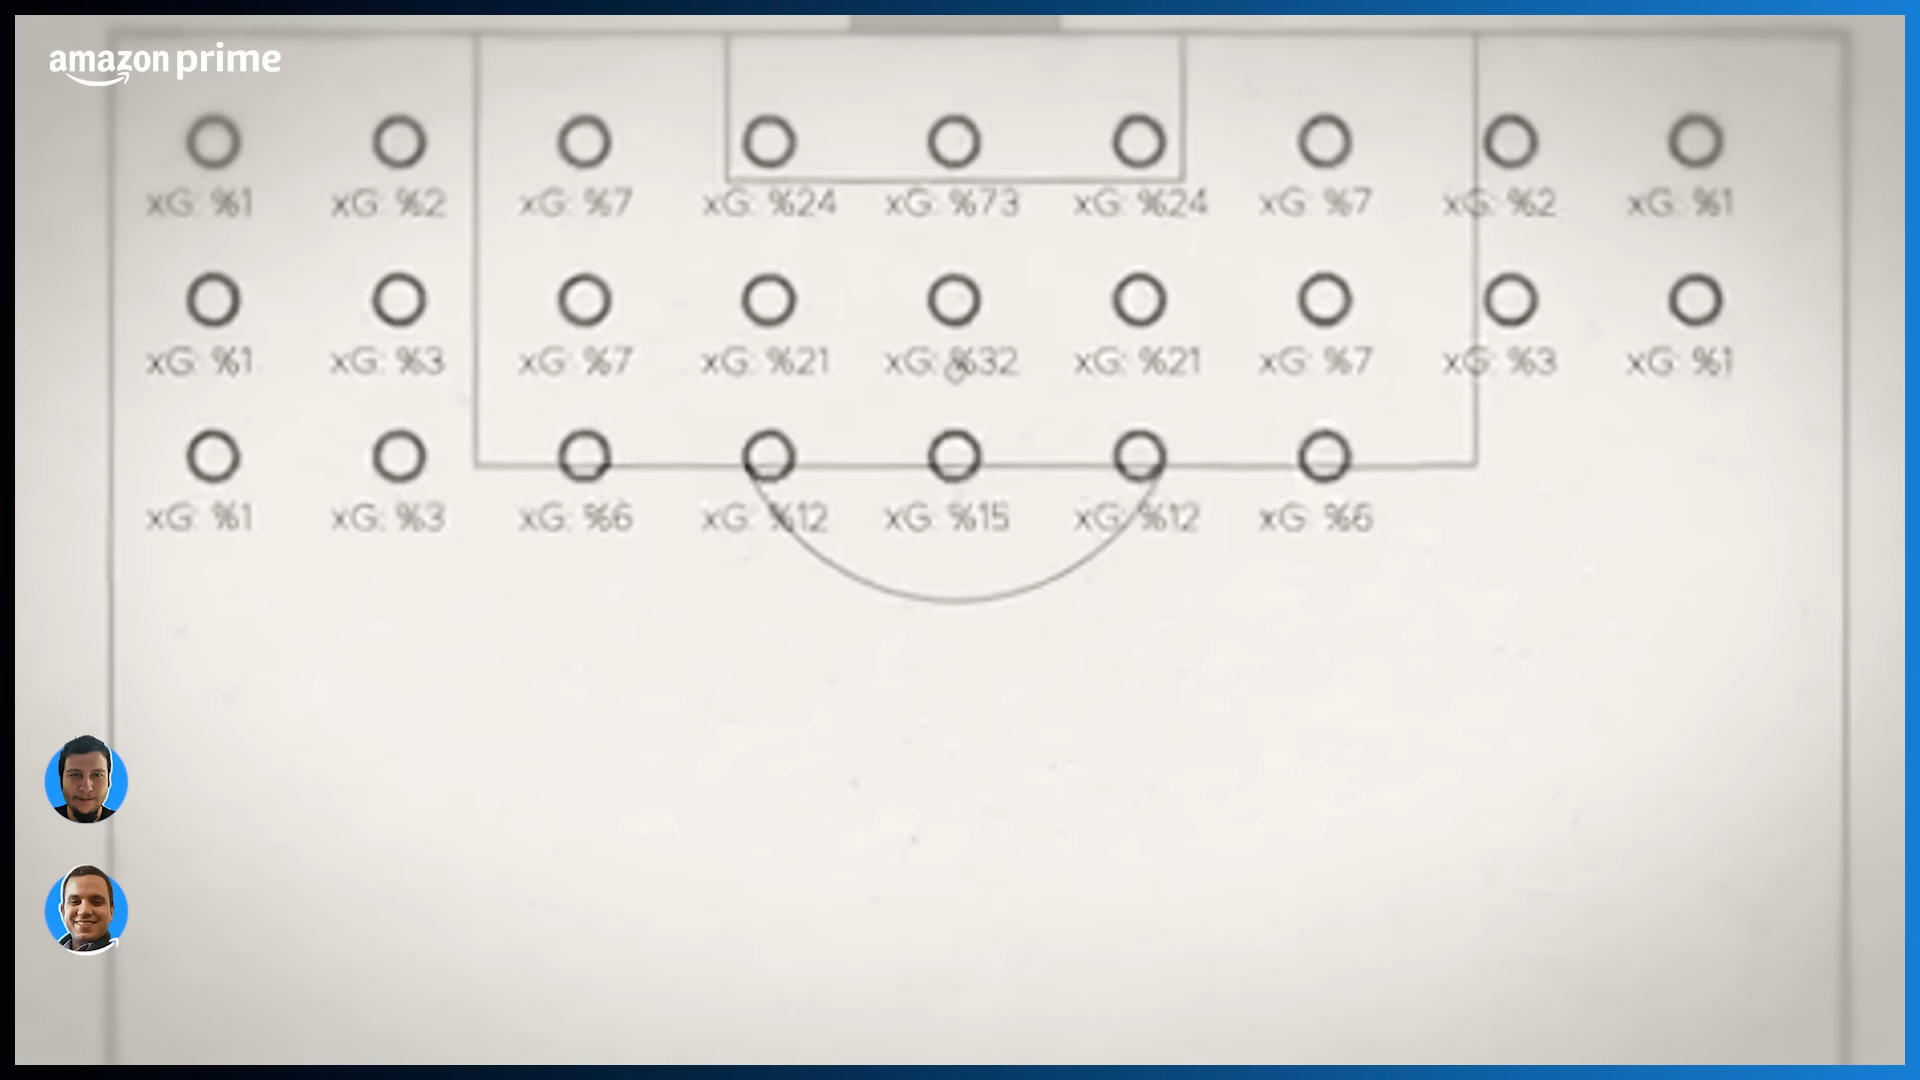 amazon prime
xG: %1 xG: %2 xG: %7 xG: %24 xG: %73 xG: %24 xG: %7 xG: %2 xG: %1
xG: %1 xG: %3 xG: %7 xG: %21 xG: %32 xG: %21 xG: %7 xG: %3 xG: %1
xG: %1 xG: %3 xG: %6 xG: %12 xG: %15 xG: %12 xG: %6